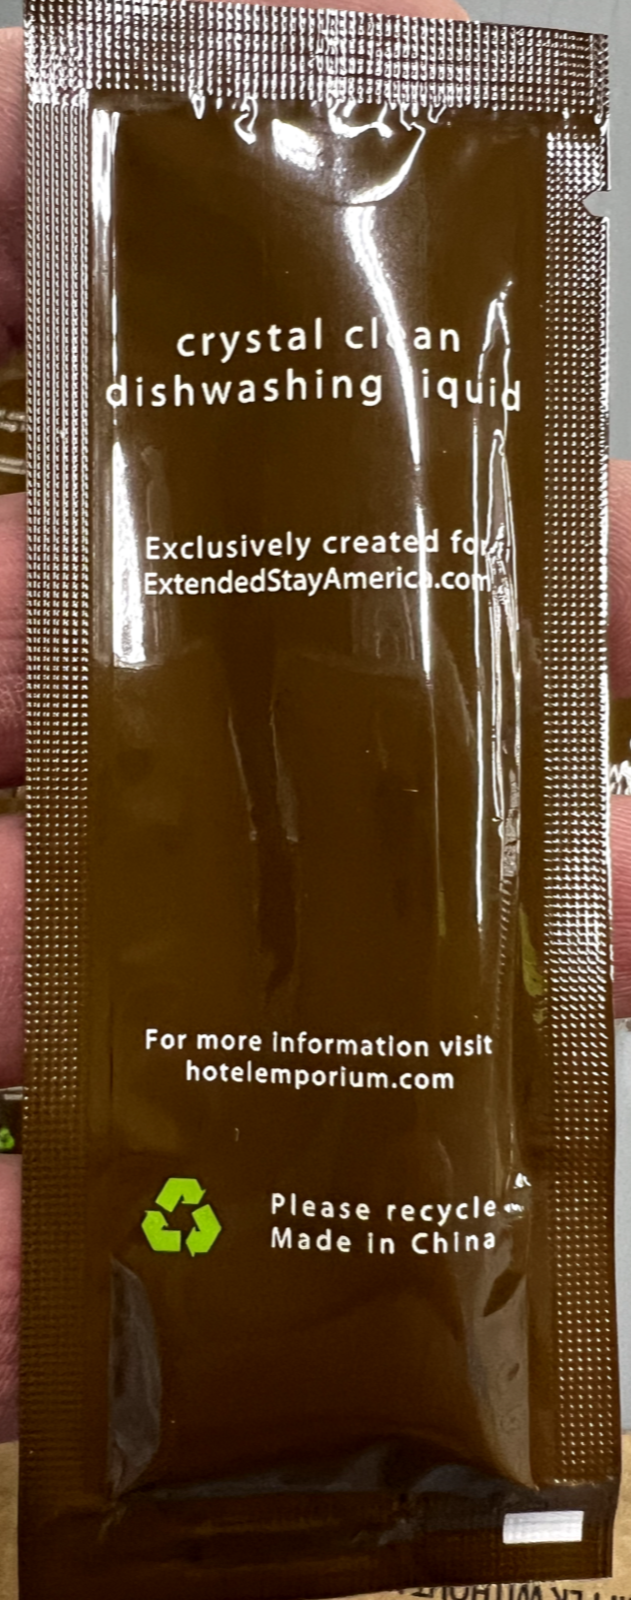 crystal clean
dishwashing liquid
Exclusively created for
ExtendedStayAmerica.com
For more information visit
hotelemporium.com
Please recycle
Made in China